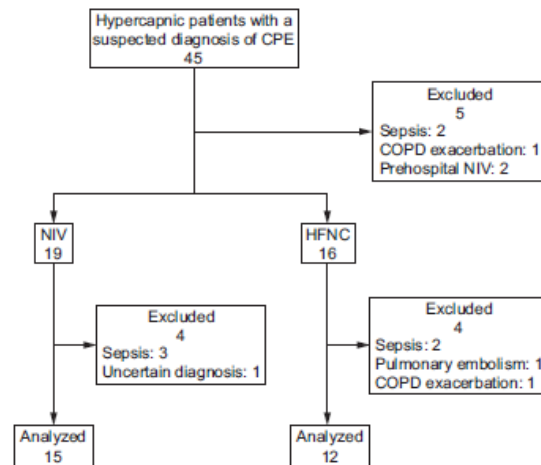 Hypercapnic patients with a
suspected diagnosis of CPE
45
Excluded
5
Sepsis: 2
COPD exacerbation: 1
Prehospital NIV: 2
NIV
19
HFNC
16
Excluded
4
Sepsis: 3
Uncertain diagnosis: 1
Excluded
4
Sepsis: 2
Pulmonary embolism: 1
COPD exacerbation: 1
Analyzed
15
Analyzed
12